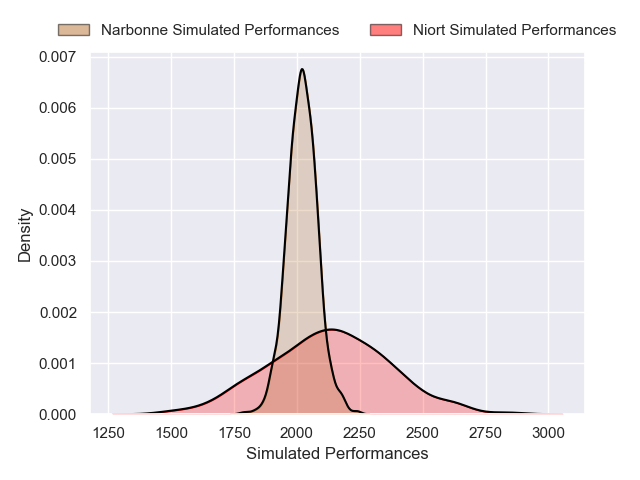 Narbonne Simulated Performances Niort Simulated Performances
0.007
0.006
0.005
0.004
0.003
0.002
0.001
0.000
Density
1250 1500 1750 2000 2250 2500 2750 3000
Simulated Performances